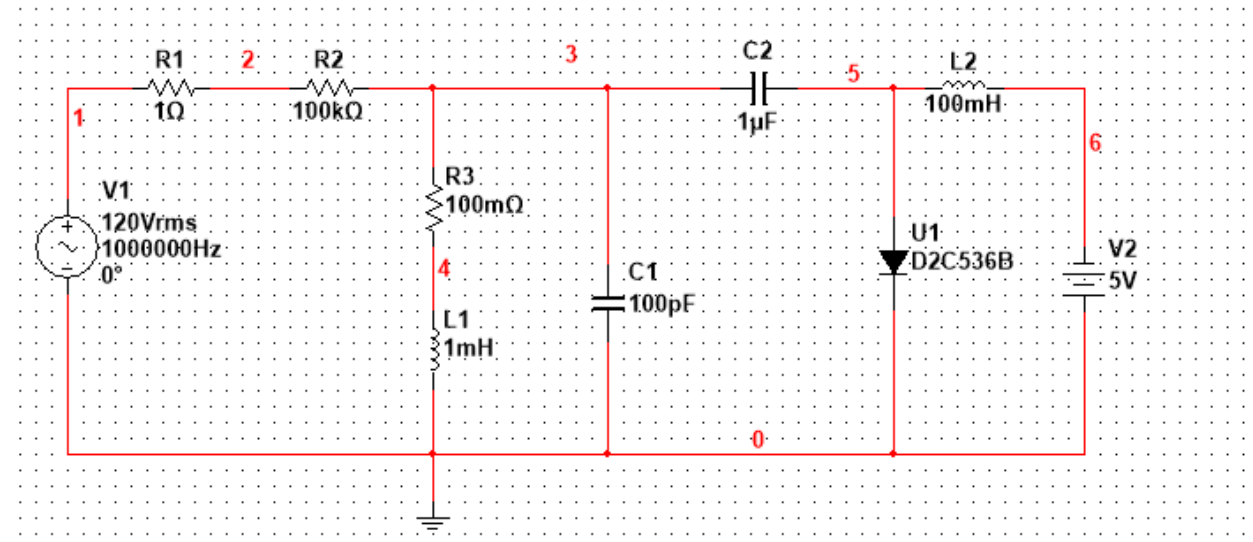 R1
1Ω
2
R2
100kΩ
3
C2
1µF
5
L2
100mH
1
6
V1
120Vrms
1000000Hz
0°
R3
100mΩ
4
L1
1mH
C1
100pF
U1
D2C536B
V2
5V
0